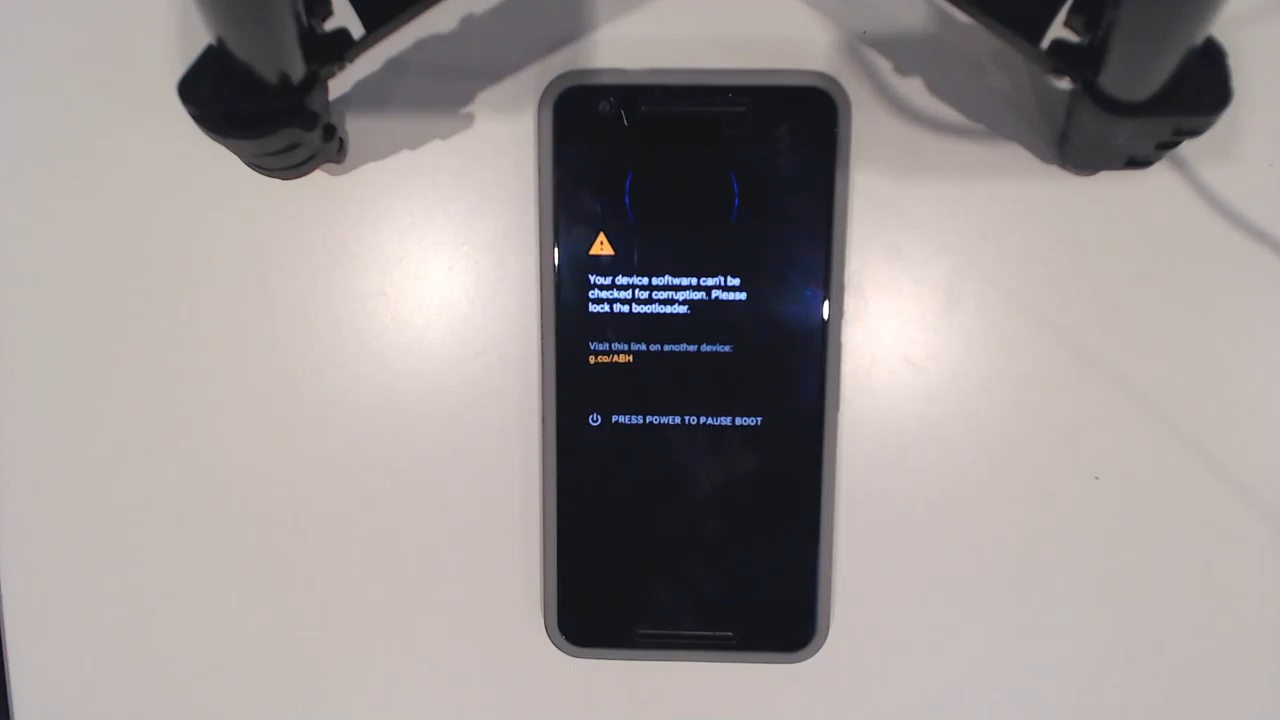 Your device software can't be
checked for corruption. Please
lock the bootloader.
Visit this link on another device:
g.co/ABH
PRESS POWER TO PAUSE BOOT